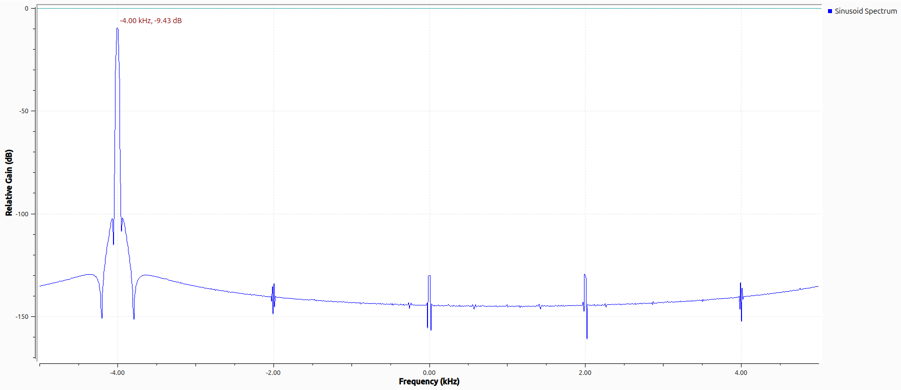 -4.00 kHz, -9.43 dB
Sinusoid Spectrum
0
-50
-100
-150
Relative Gain (dB)
-4.00 -2.00 0.00 2.00 4.00
Frequency (kHz)